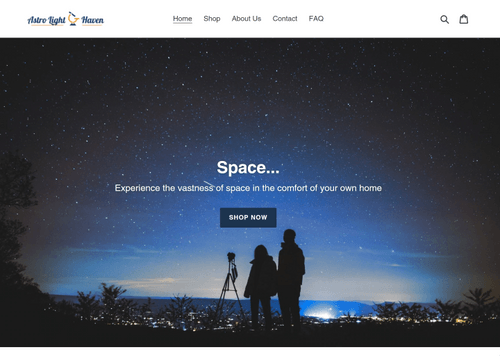 Astro Light Haven
Home Shop About Us Contact FAQ
Space...
Experience the vastness of space in the comfort of your own home
SHOP NOW